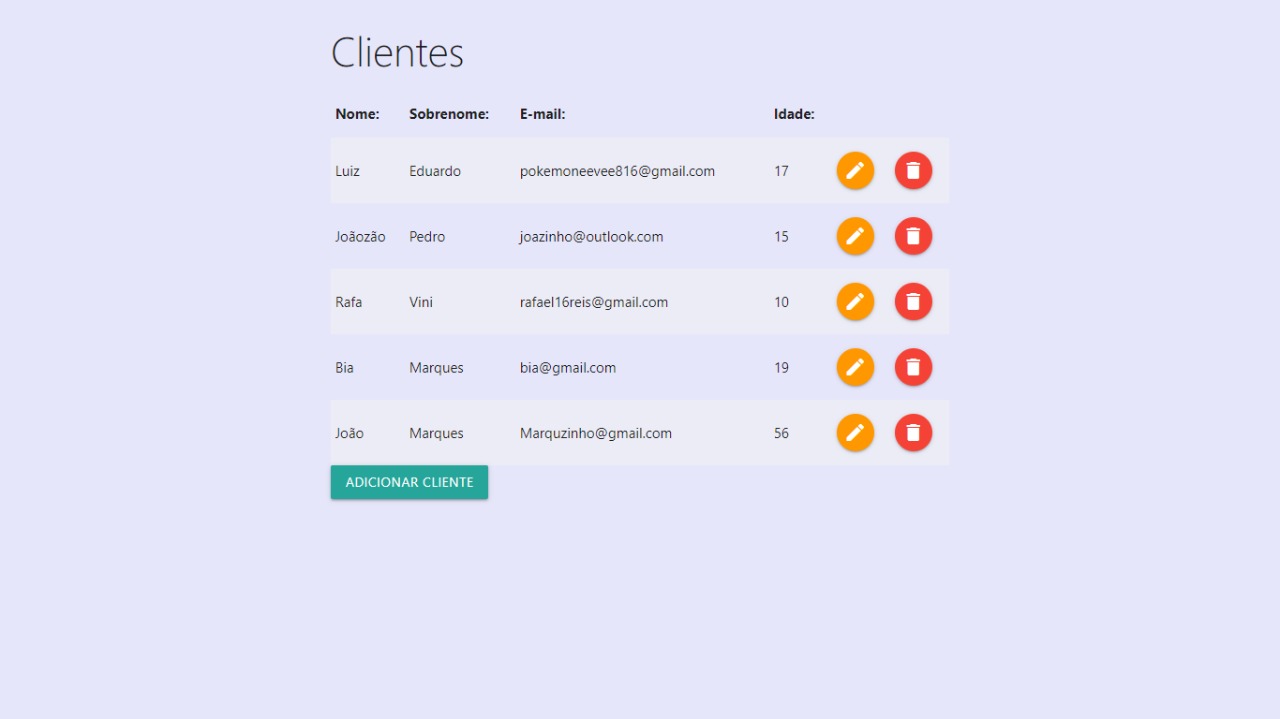 Clientes
Nome: Sobrenome: E-mail: Idade:
Luiz Eduardo pokemoneevee816@gmail.com 17
Joãozão Pedro joazinho@outlook.com 15
Rafa Vini rafael16reis@gmail.com 10
Bia Marques bia@gmail.com 19
João Marques Marquzinho@gmail.com 56
ADICIONAR CLIENTE